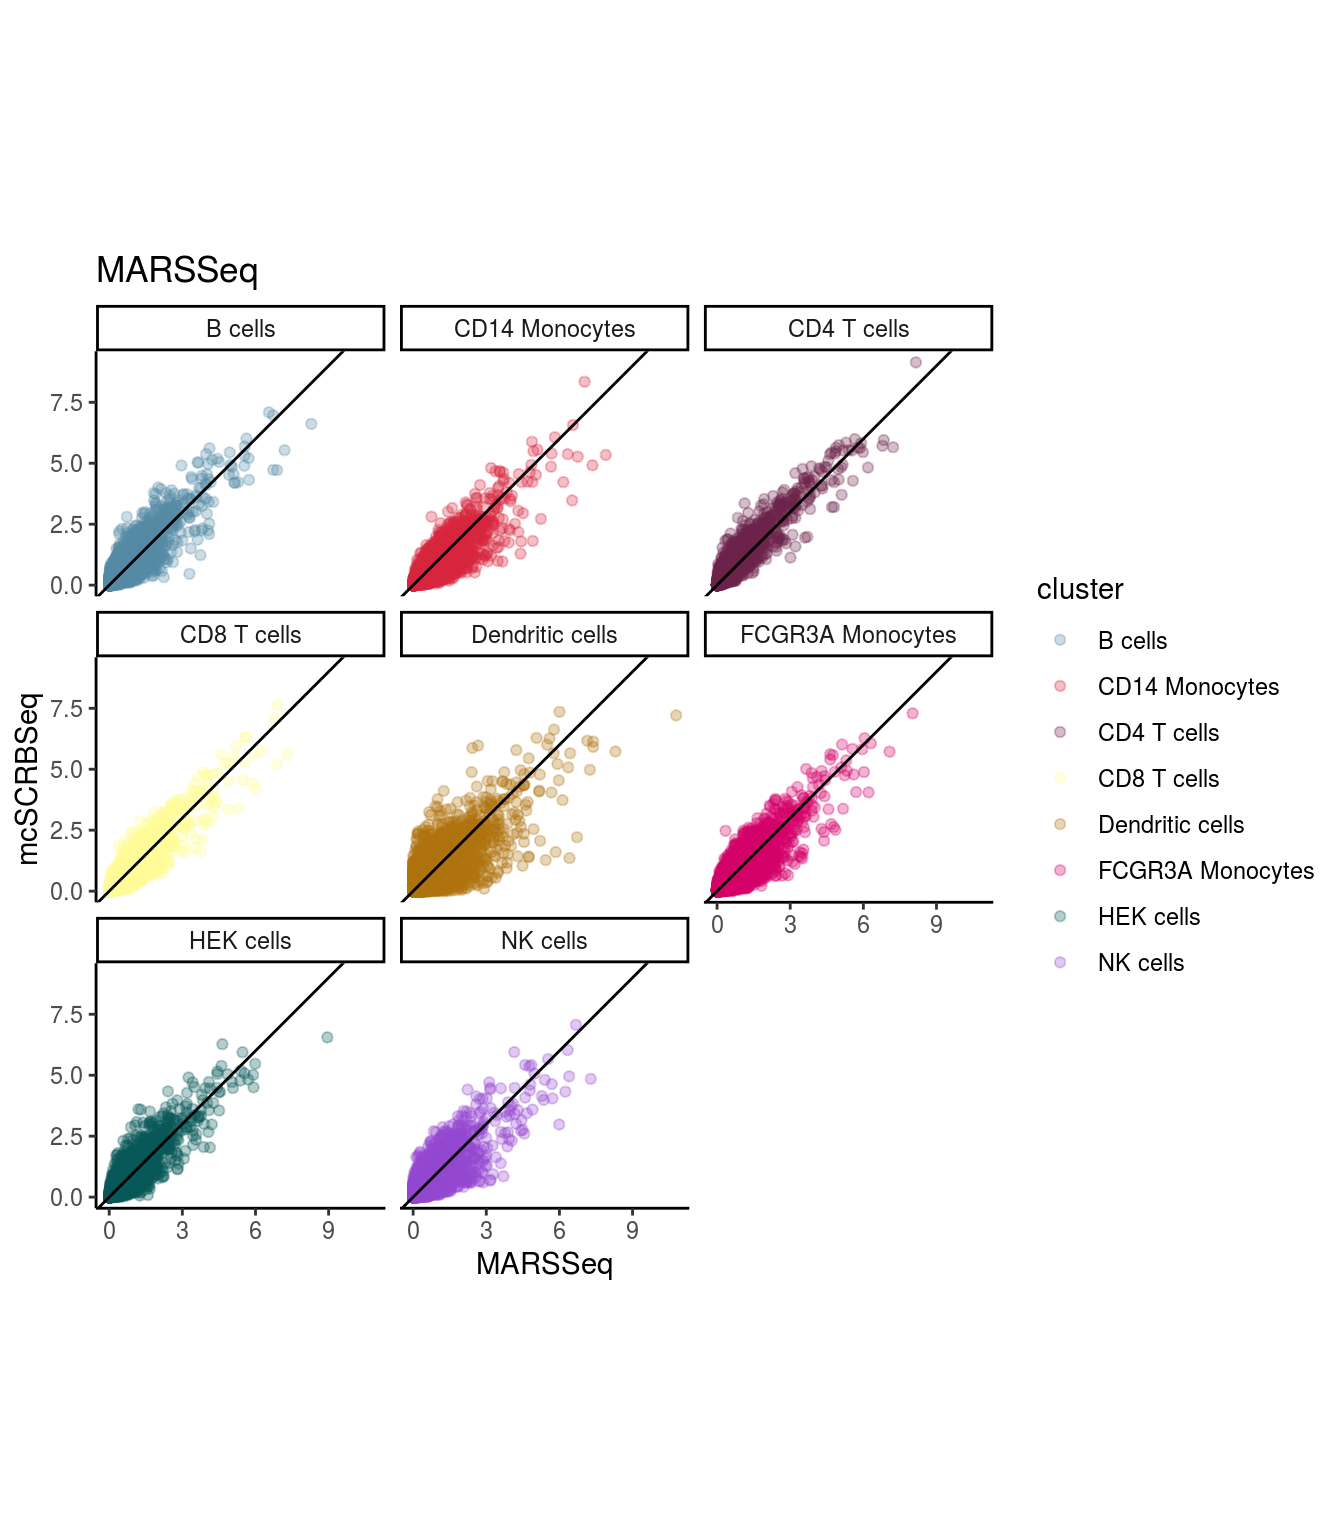 MARSSeq
B cells
CD14 Monocytes
CD4 T cells
7.5
5.0
2.5
0.0
CD8 T cells
Dendritic cells
FCGR3A Monocytes
7.5
5.0
2.5
0.0
0 3 6 9
HEK cells
NK cells
7.5
5.0
2.5
0.0
0 3 6 9
0 3 6 9
MARSSeq
mcSCRBSeq
cluster
B cells
CD14 Monocytes
CD4 T cells
CD8 T cells
Dendritic cells
FCGR3A Monocytes
HEK cells
NK cells